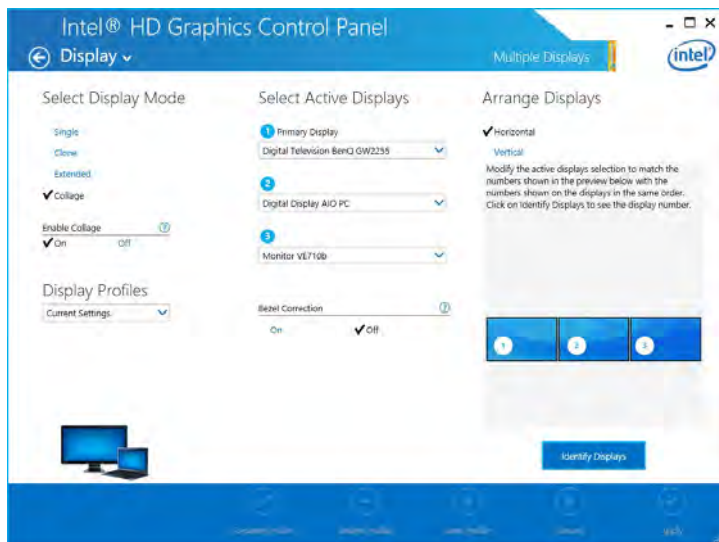 Intel® HD Graphics Control Panel
Display
Multiple Displays
intel
Select Display Mode
Single
Clone
Extended
Collage
Enable Collage
On Off
Display Profiles
Current Settings
Select Active Displays
1 Primary Display
Digital Television BenQ GW2255
2
Digital Display AIO PC
3
Monitor VE710b
Bezel Correction
On Off
Arrange Displays
Horizontal
Vertical
Modify the active displays selection to match the
numbers shown in the preview below with the
numbers shown on the displays in the same order.
Click on Identify Displays to see the display number.
1 2 3
Identify Displays
Apply